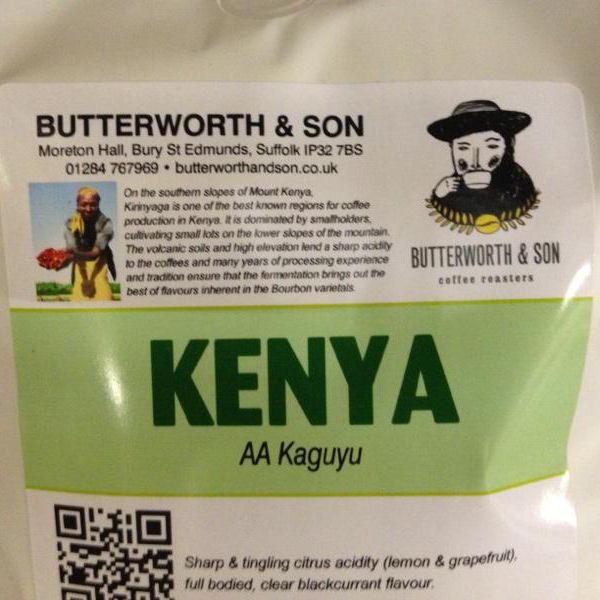 BUTTERWORTH & SON
Moreton Hall, Bury St Edmunds, Suffolk IP32 7BS
01284 767969 • butterworthandson.co.uk
On the southern slopes of Mount Kenya,
Kirinyaga is one of the best known regions for coffee
production in Kenya. It is dominated by smallholders,
cultivating small lots on the lower slopes of the mountain.
The volcanic soils and high elevation lend a sharp acidity
to the coffees and many years of processing experience
and tradition ensure that the fermentation brings out the
best of flavours inherent in the Bourbon varietals.
BUTTERWORTH & SON
coffee roasters
KENYA
AA Kaguyu
Sharp & tingling citrus acidity (lemon & grapefruit),
full bodied, clear blackcurrant flavour.